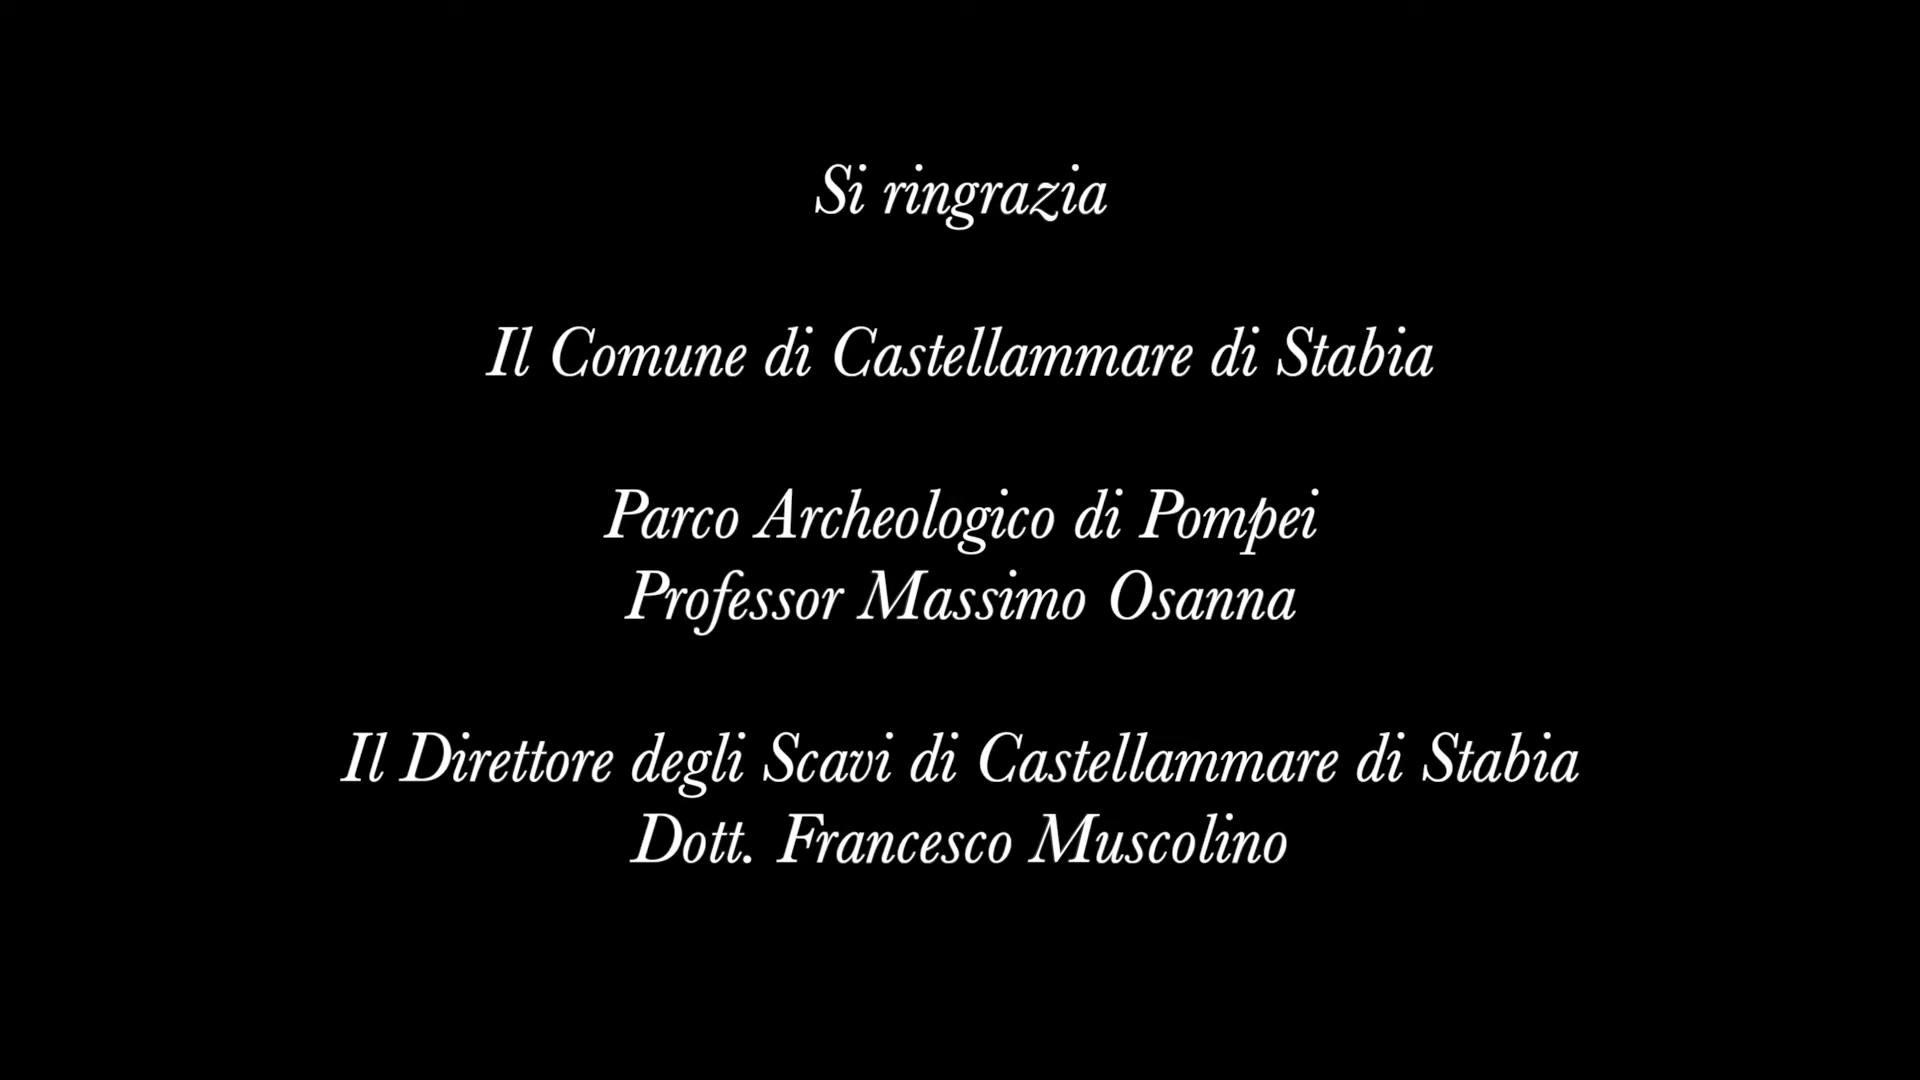 Si ringrazia
Il Comune di Castellammare di Stabia
Parco Archeologico di Pompei
Professor Massimo Osanna
Il Direttore degli Scavi di Castellammare di Stabia
Dott. Francesco Muscolino